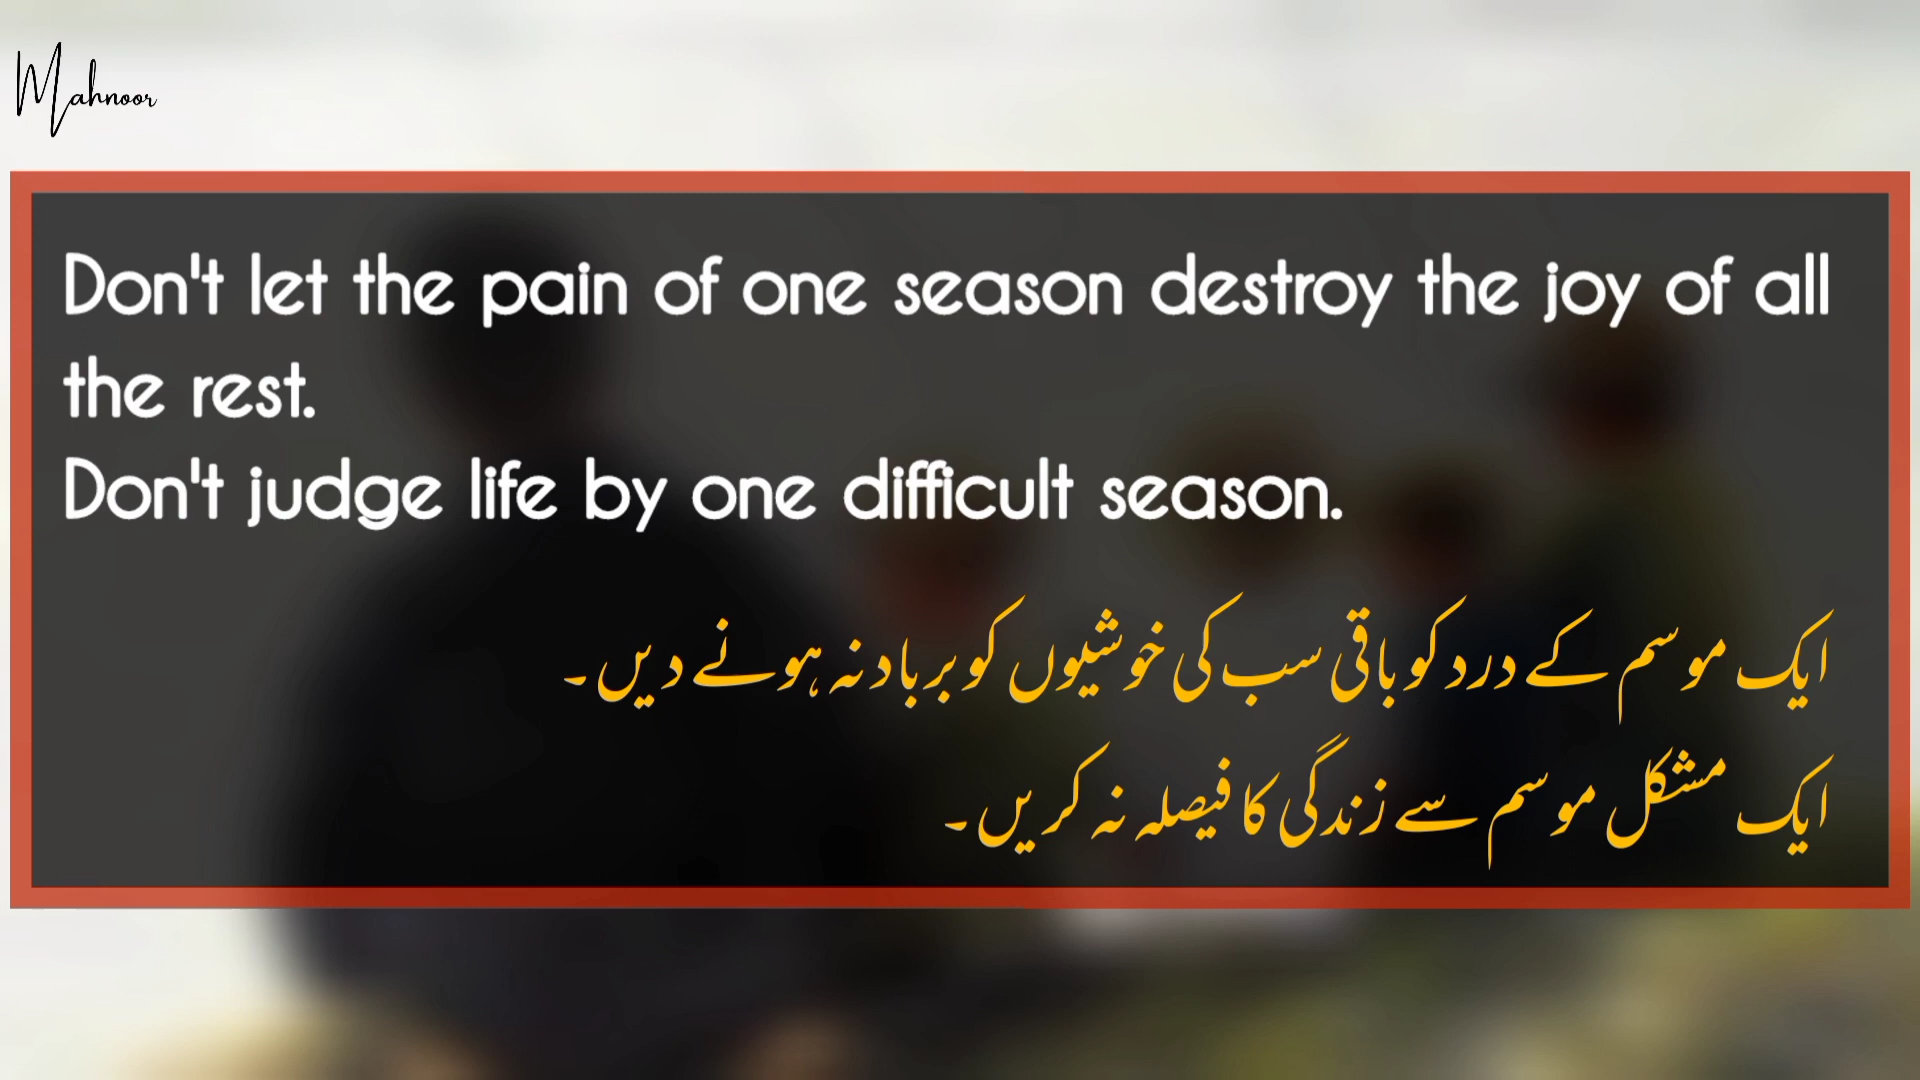 Mahnoor
Don't let the pain of one season destroy the joy of all
the rest.
Don't judge life by one difficult season.
ایک موسم کے درد کو باقی سب کی خوشیوں کو برباد نہ ہونے دیں۔
ایک مشکل موسم سے زندگی کا فیصلہ نہ کریں۔